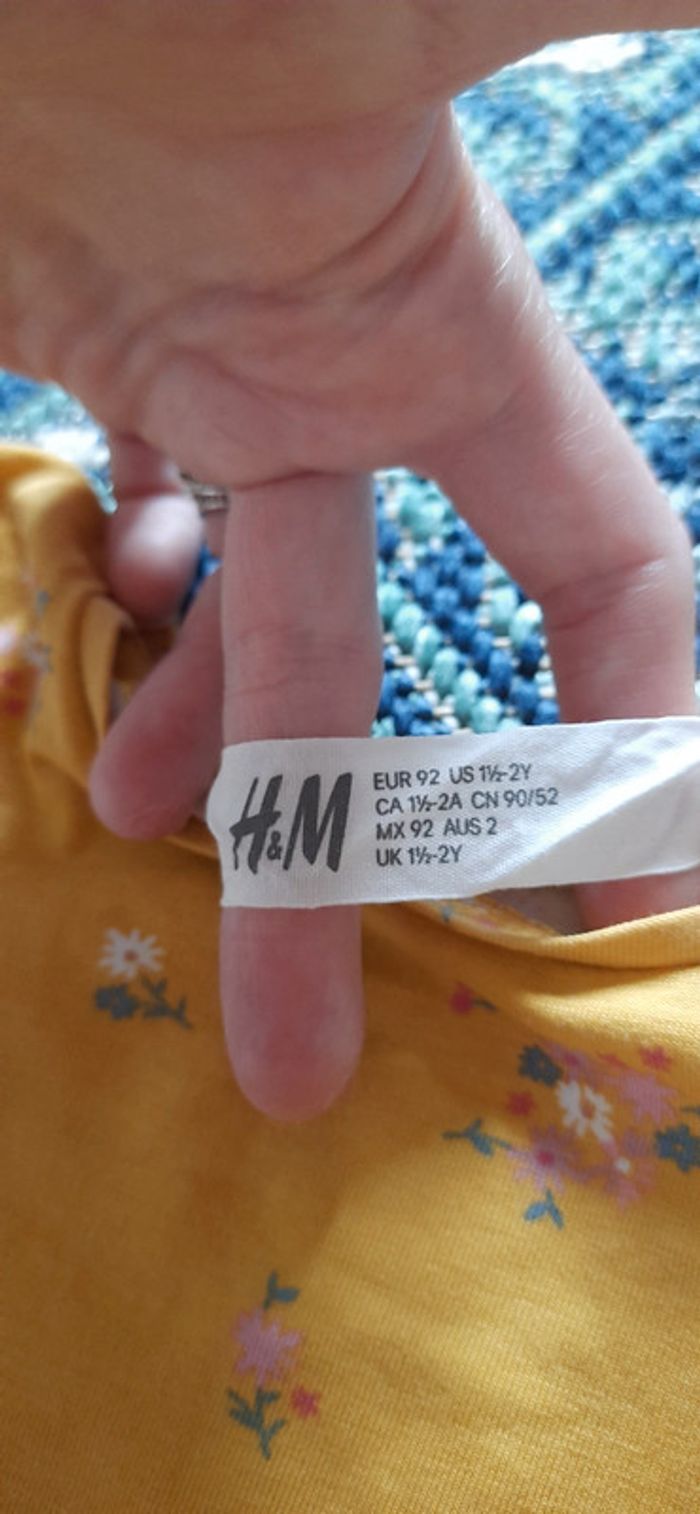 H&M
EUR 92 US 1½-2Y
CA 1½-2A CN 90/52
MX 92 AUS 2
UK 1½-2Y